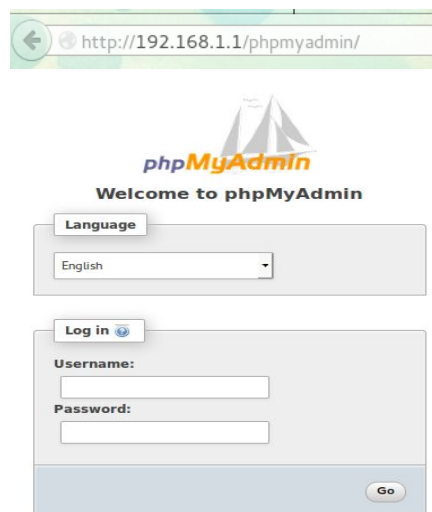 http://192.168.1.1/phpmyadmin/
phpMyAdmin
Welcome to phpMyAdmin
Language
English
Log in
Username:
Password:
Go